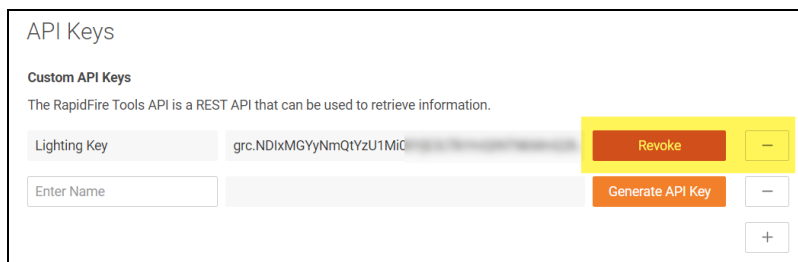 API Keys
Custom API Keys
The RapidFire Tools API is a REST API that can be used to retrieve information.
Lighting Key grc.NDIxMGYyNmQtYzU1Mi0 Revoke −
Enter Name Generate API Key −
+